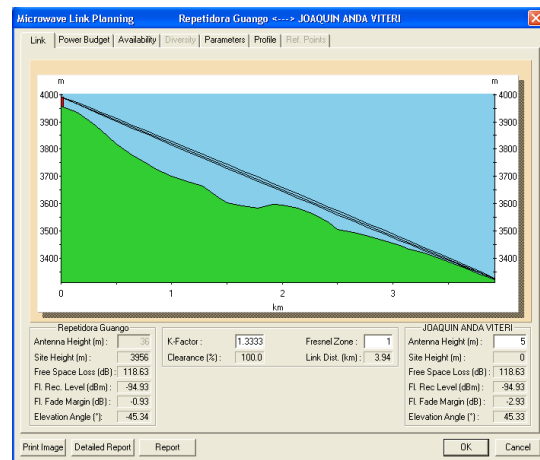 Microwave Link Planning Repetidora Guango <---> JOAQUIN ANDA VITERI
Link Power Budget Availability Diversity Parameters Profile Ref. Points
m m
4000 4000
3900 3900
3800 3800
3700 3700
3600 3600
3500 3500
3400 3400
0 1 2 3
km
Repetidora Guango JOAQUIN ANDA VITERI
Antenna Height (m) : 36 K-Factor : 1.3333 Fresnel Zone : 1 Antenna Height (m) : 5
Site Height (m) : 3956 Clearance (%) : 100.0 Link Dist. (km) : 3.94 Site Height (m) : 0
Free Space Loss (dB) : 118.63 Free Space Loss (dB) : 118.63
Fl. Rec. Level (dBm) : -94.93 Fl. Rec. Level (dBm) : -94.93
Fl. Fade Margin (dB) : -0.93 Fl. Fade Margin (dB) : -2.93
Elevation Angle (°): -45.34 Elevation Angle (°) : 45.33
Print Image Detailed Report Report OK Cancel